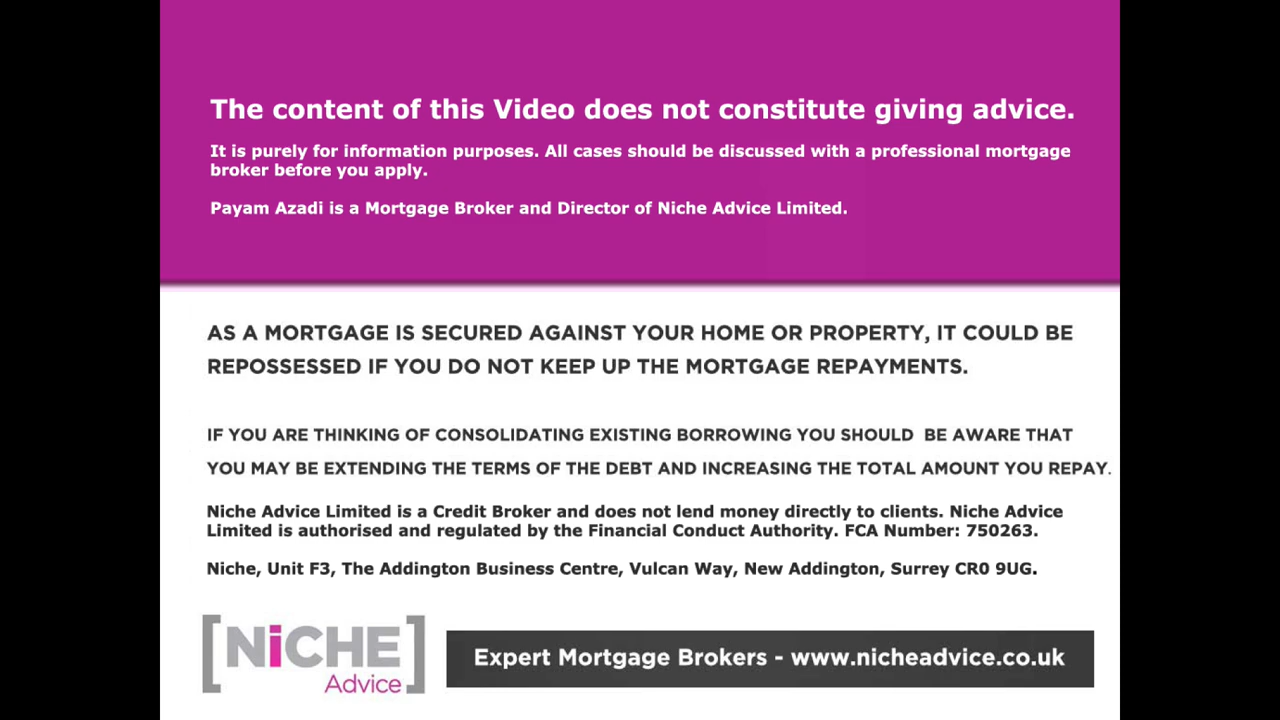 The content of this Video does not constitute giving advice.
It is purely for information purposes. All cases should be discussed with a professional mortgage
broker before you apply.
Payam Azadi is a Mortgage Broker and Director of Niche Advice Limited.
AS A MORTGAGE IS SECURED AGAINST YOUR HOME OR PROPERTY, IT COULD BE
REPOSSESSED IF YOU DO NOT KEEP UP THE MORTGAGE REPAYMENTS.
IF YOU ARE THINKING OF CONSOLIDATING EXISTING BORROWING YOU SHOULD  BE AWARE THAT
YOU MAY BE EXTENDING THE TERMS OF THE DEBT AND INCREASING THE TOTAL AMOUNT YOU REPAY.
Niche Advice Limited is a Credit Broker and does not lend money directly to clients. Niche Advice
Limited is authorised and regulated by the Financial Conduct Authority. FCA Number: 750263.
Niche, Unit F3, The Addington Business Centre, Vulcan Way, New Addington, Surrey CR0 9UG.
[NiCHE
Advice]
Expert Mortgage Brokers - www.nicheadvice.co.uk